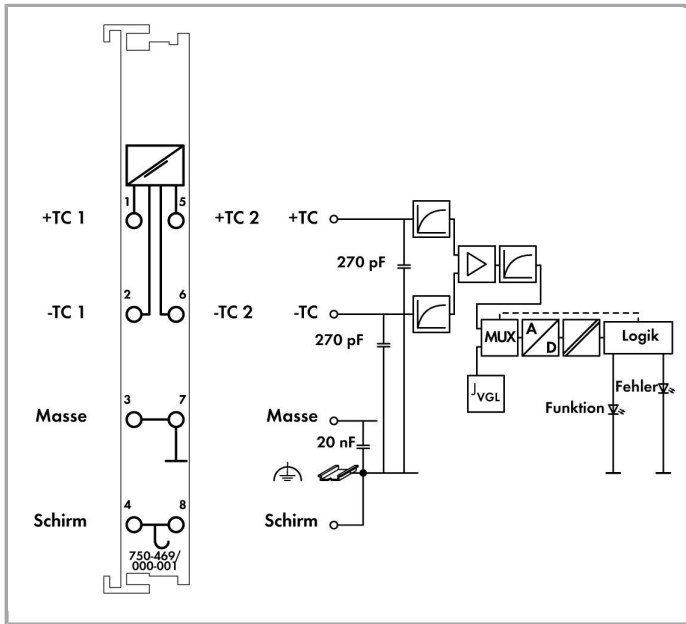 1 5
+TC 1 +TC 2 +TC
270 pF
2 6
-TC 1 -TC 2 -TC
270 pF
MUX A D Logik
JVGL
Fehler
Funktion
3 7
Masse Masse
20 nF
4 8
Schirm Schirm
750-469/
000-001